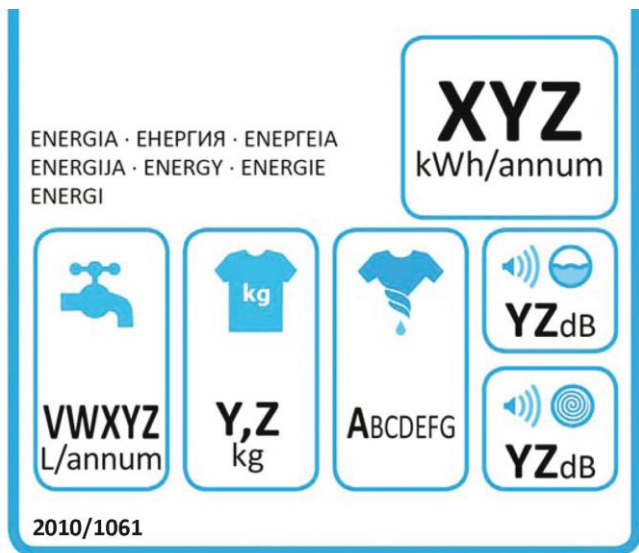 XYZ
kWh/annum
ENERGIA · ЕНЕРГИЯ · ΕΝΕΡΓΕΙΑ
ENERGIJA · ENERGY · ENERGIE
ENERGI
VWXYZ
L/annum
kg
Y,Z
kg
ABCDEFG
YZdB
YZdB
2010/1061